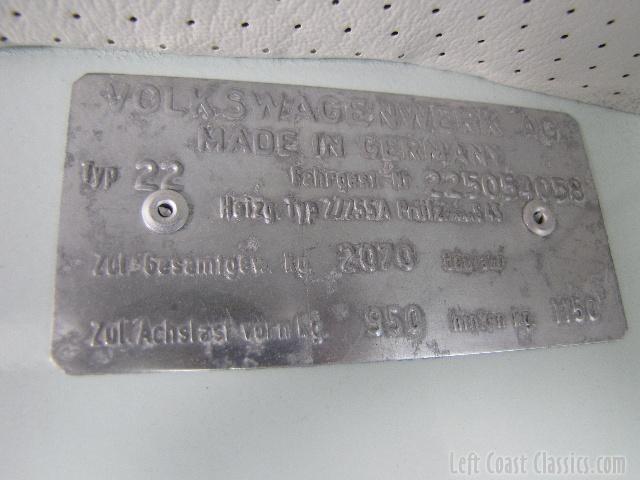 VOLKSWAGENWERK AG.
MADE IN GERMANY
Typ 22 Fahrgest.-Nr. 225052058
Heizg. Typ
Zul. Gesamtgew. kg. 2070
Zul. Achslast vorn kg. 950 hinten kg. 1150
Left Coast Classics.com